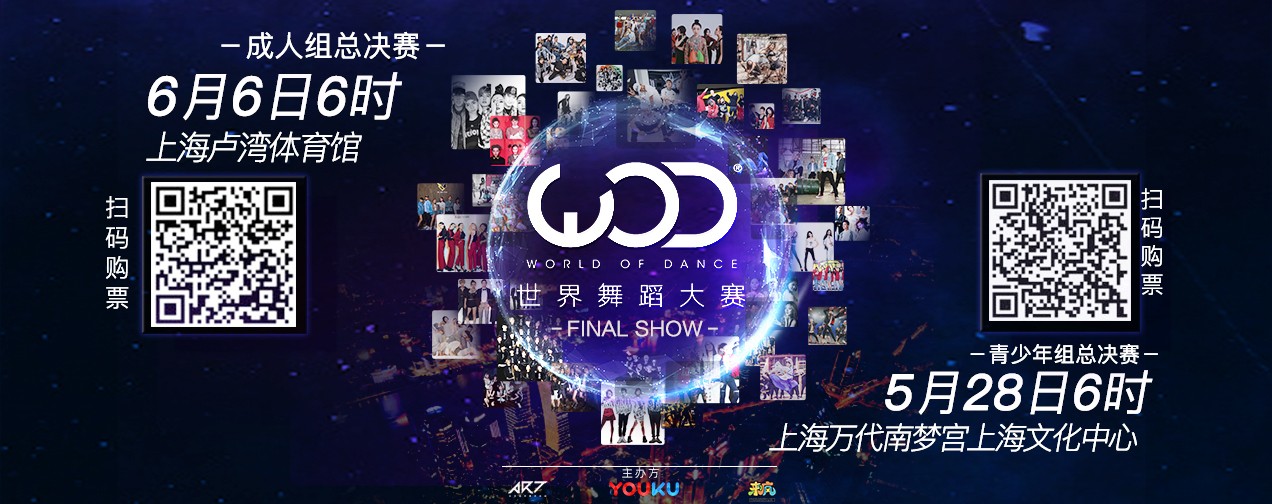 －成人组总决赛－
6月6日6时
上海卢湾体育馆
扫码购票
WOD®
WORLD OF DANCE
世界舞蹈大赛
－FINAL SHOW－
扫码购票
－青少年组总决赛－
5月28日6时
上海万代南梦宫上海文化中心
主办方
YOUKU
来疯